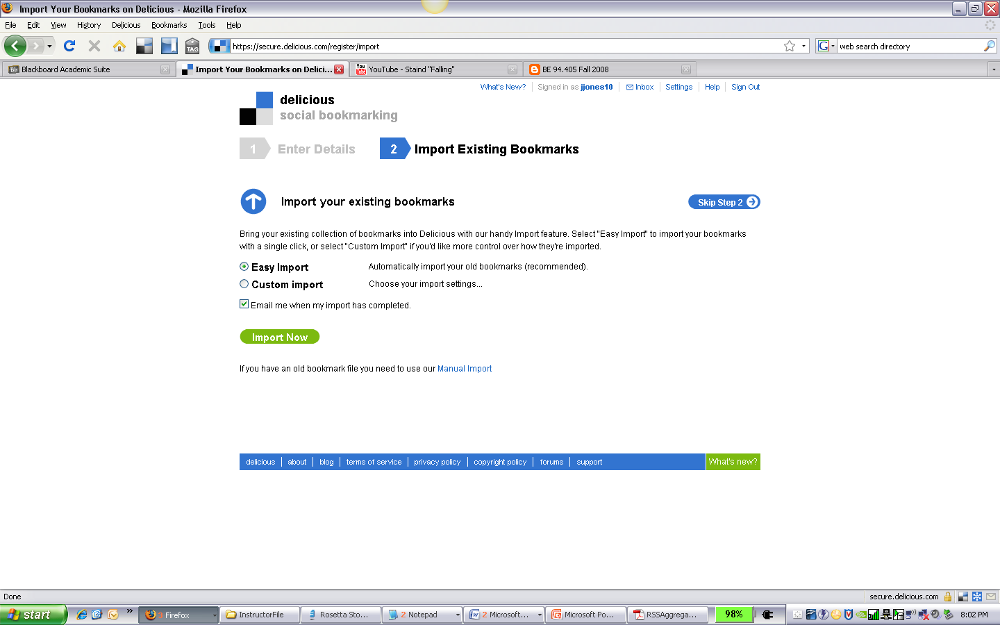 Import Your Bookmarks on Delicious - Mozilla Firefox
File Edit View History Delicious Bookmarks Tools Help
TAG https://secure.delicious.com/register/import G web search directory
Bb Blackboard Academic Suite Import Your Bookmarks on Delici... You Tube YouTube - Staind "Falling" BE 94.405 Fall 2008
What's New? Signed in as jjones10 Inbox Settings Help Sign Out
delicious
social bookmarking
1 Enter Details 2 Import Existing Bookmarks
Import your existing bookmarks Skip Step 2
Bring your existing collection of bookmarks into Delicious with our handy Import feature. Select "Easy Import" to import your bookmarks
with a single click, or select "Custom Import" if you'd like more control over how they're imported.
Easy Import Automatically import your old bookmarks (recommended).
Custom import Choose your import settings...
Email me when my import has completed.
Import Now
If you have an old bookmark file you need to use our Manual Import
delicious about blog terms of service privacy policy copyright policy forums support What's new?
Done secure.delicious.com
start » 3 Firefox InstructorFile Rosetta Sto... 2 Notepad 2 Microsoft... Microsoft Po... RSSAggrega... 98% 8:02 PM